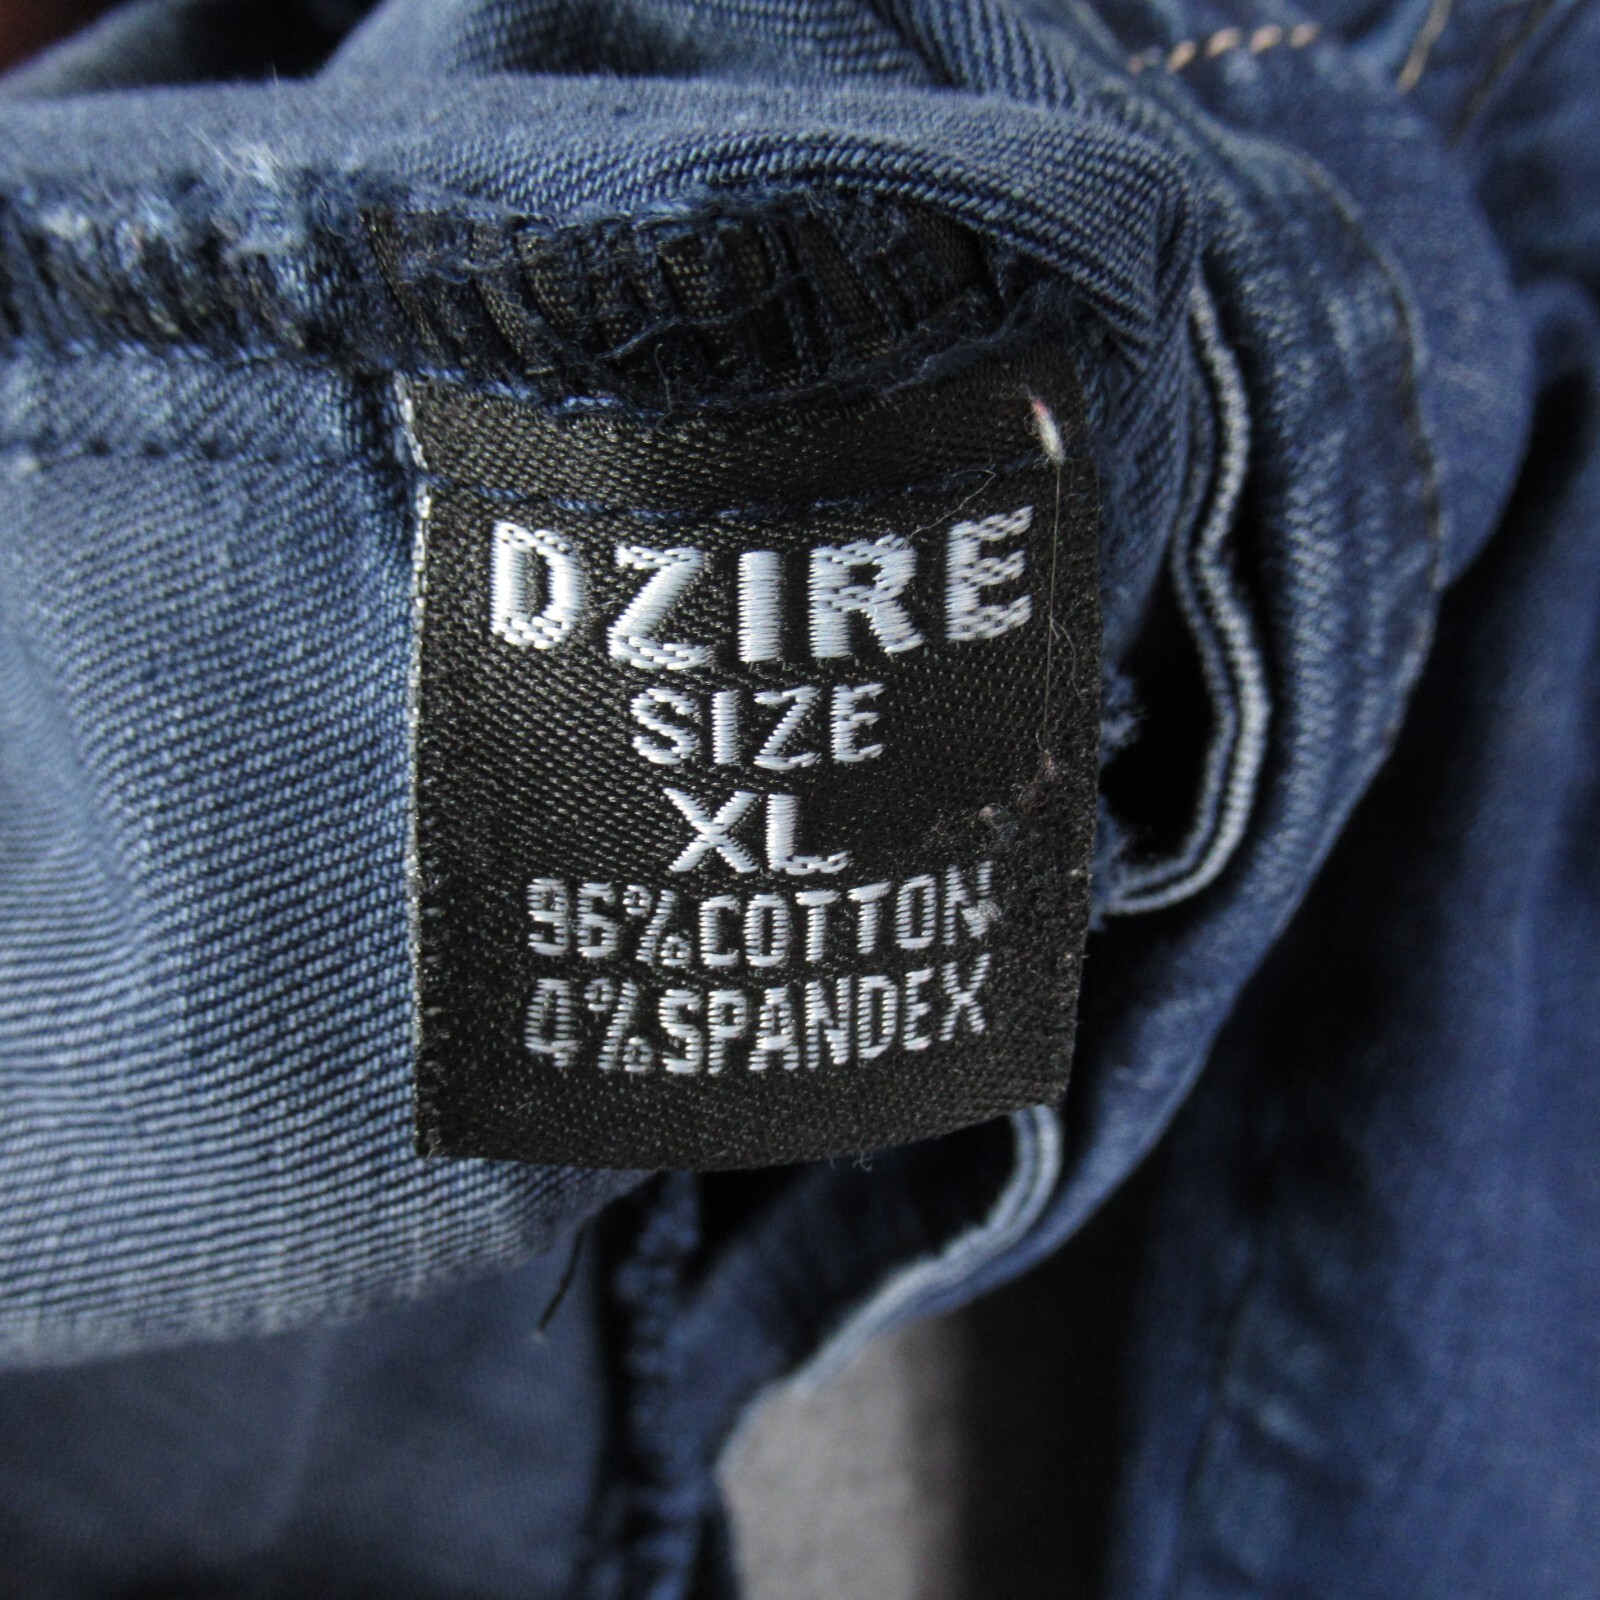 DZIRE
SIZE
XL
96%COTTON
4%SPANDEX